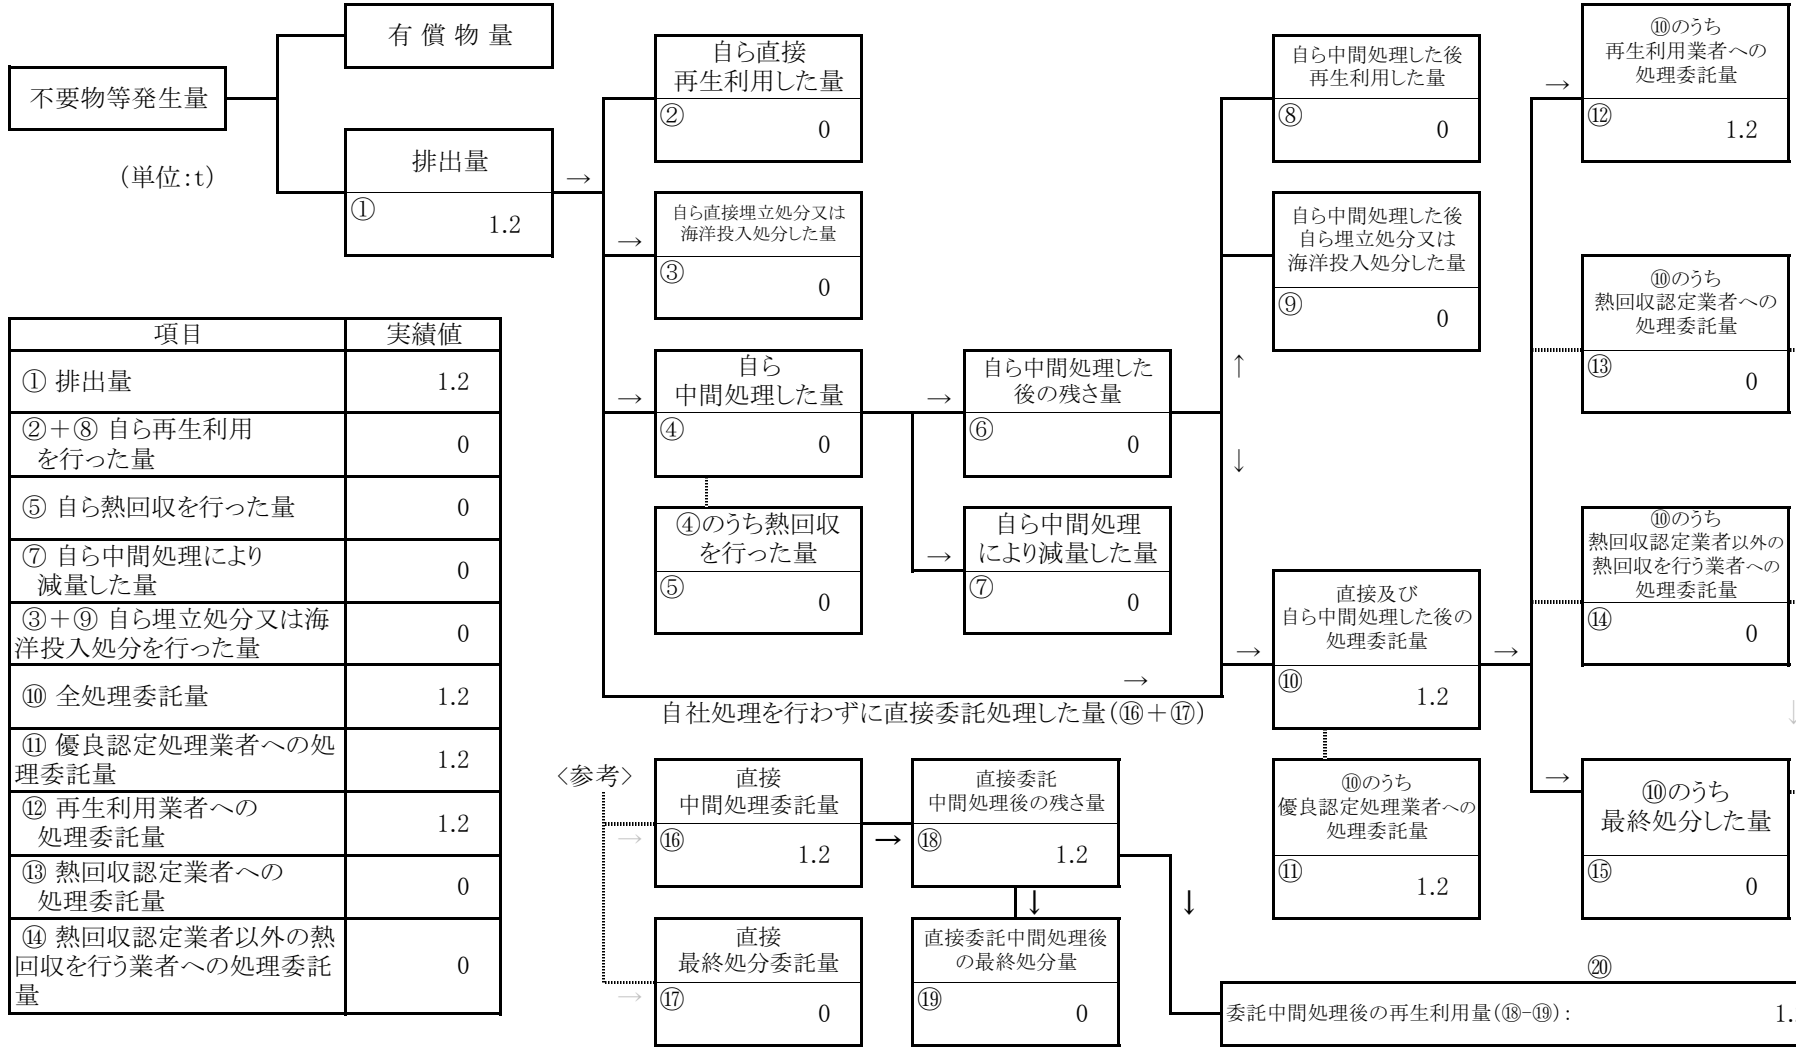 有 償 物 量
不要物等発生量
（単位：t）
排出量
①
1.2
→
自ら直接
再生利用した量
②
0
→
自ら直接埋立処分又は
海洋投入処分した量
③
0
→
自ら
中間処理した量
④
0
④のうち熱回収
を行った量
⑤
0
→
自ら中間処理した
後の残さ量
⑥
0
→
自ら中間処理
により減量した量
⑦
0
自ら中間処理した後
再生利用した量
⑧
0
自ら中間処理した後
自ら埋立処分又は
海洋投入処分した量
⑨
0
↑
↓
→
自社処理を行わずに直接委託処理した量（⑯＋⑰）
→
直接及び
自ら中間処理した後の
処理委託量
⑩
1.2
→
⑩のうち
優良認定処理業者への
処理委託量
⑪
1.2
→
⑩のうち
再生利用業者への
処理委託量
⑫
1.2
⑩のうち
熱回収認定業者への
処理委託量
⑬
0
⑩のうち
熱回収認定業者以外の
熱回収を行う業者への
処理委託量
⑭
0
↓
→
⑩のうち
最終処分した量
⑮
0
項目 実績値
① 排出量 1.2
②＋⑧ 自ら再生利用
を行った量 0
⑤ 自ら熱回収を行った量 0
⑦ 自ら中間処理により
減量した量 0
③＋⑨ 自ら埋立処分又は海
洋投入処分を行った量 0
⑩ 全処理委託量 1.2
⑪ 優良認定処理業者への処
理委託量 1.2
⑫ 再生利用業者への
処理委託量 1.2
⑬ 熱回収認定業者への
処理委託量 0
⑭ 熱回収認定業者以外の熱
回収を行う業者への処理委託
量 0
〈参考〉
→
直接
中間処理委託量
⑯
1.2
→
直接委託
中間処理後の残さ量
⑱
1.2
↓
↓
→
直接
最終処分委託量
⑰
0
直接委託中間処理後
の最終処分量
⑲
0
⑳
委託中間処理後の再生利用量(⑱-⑲)：